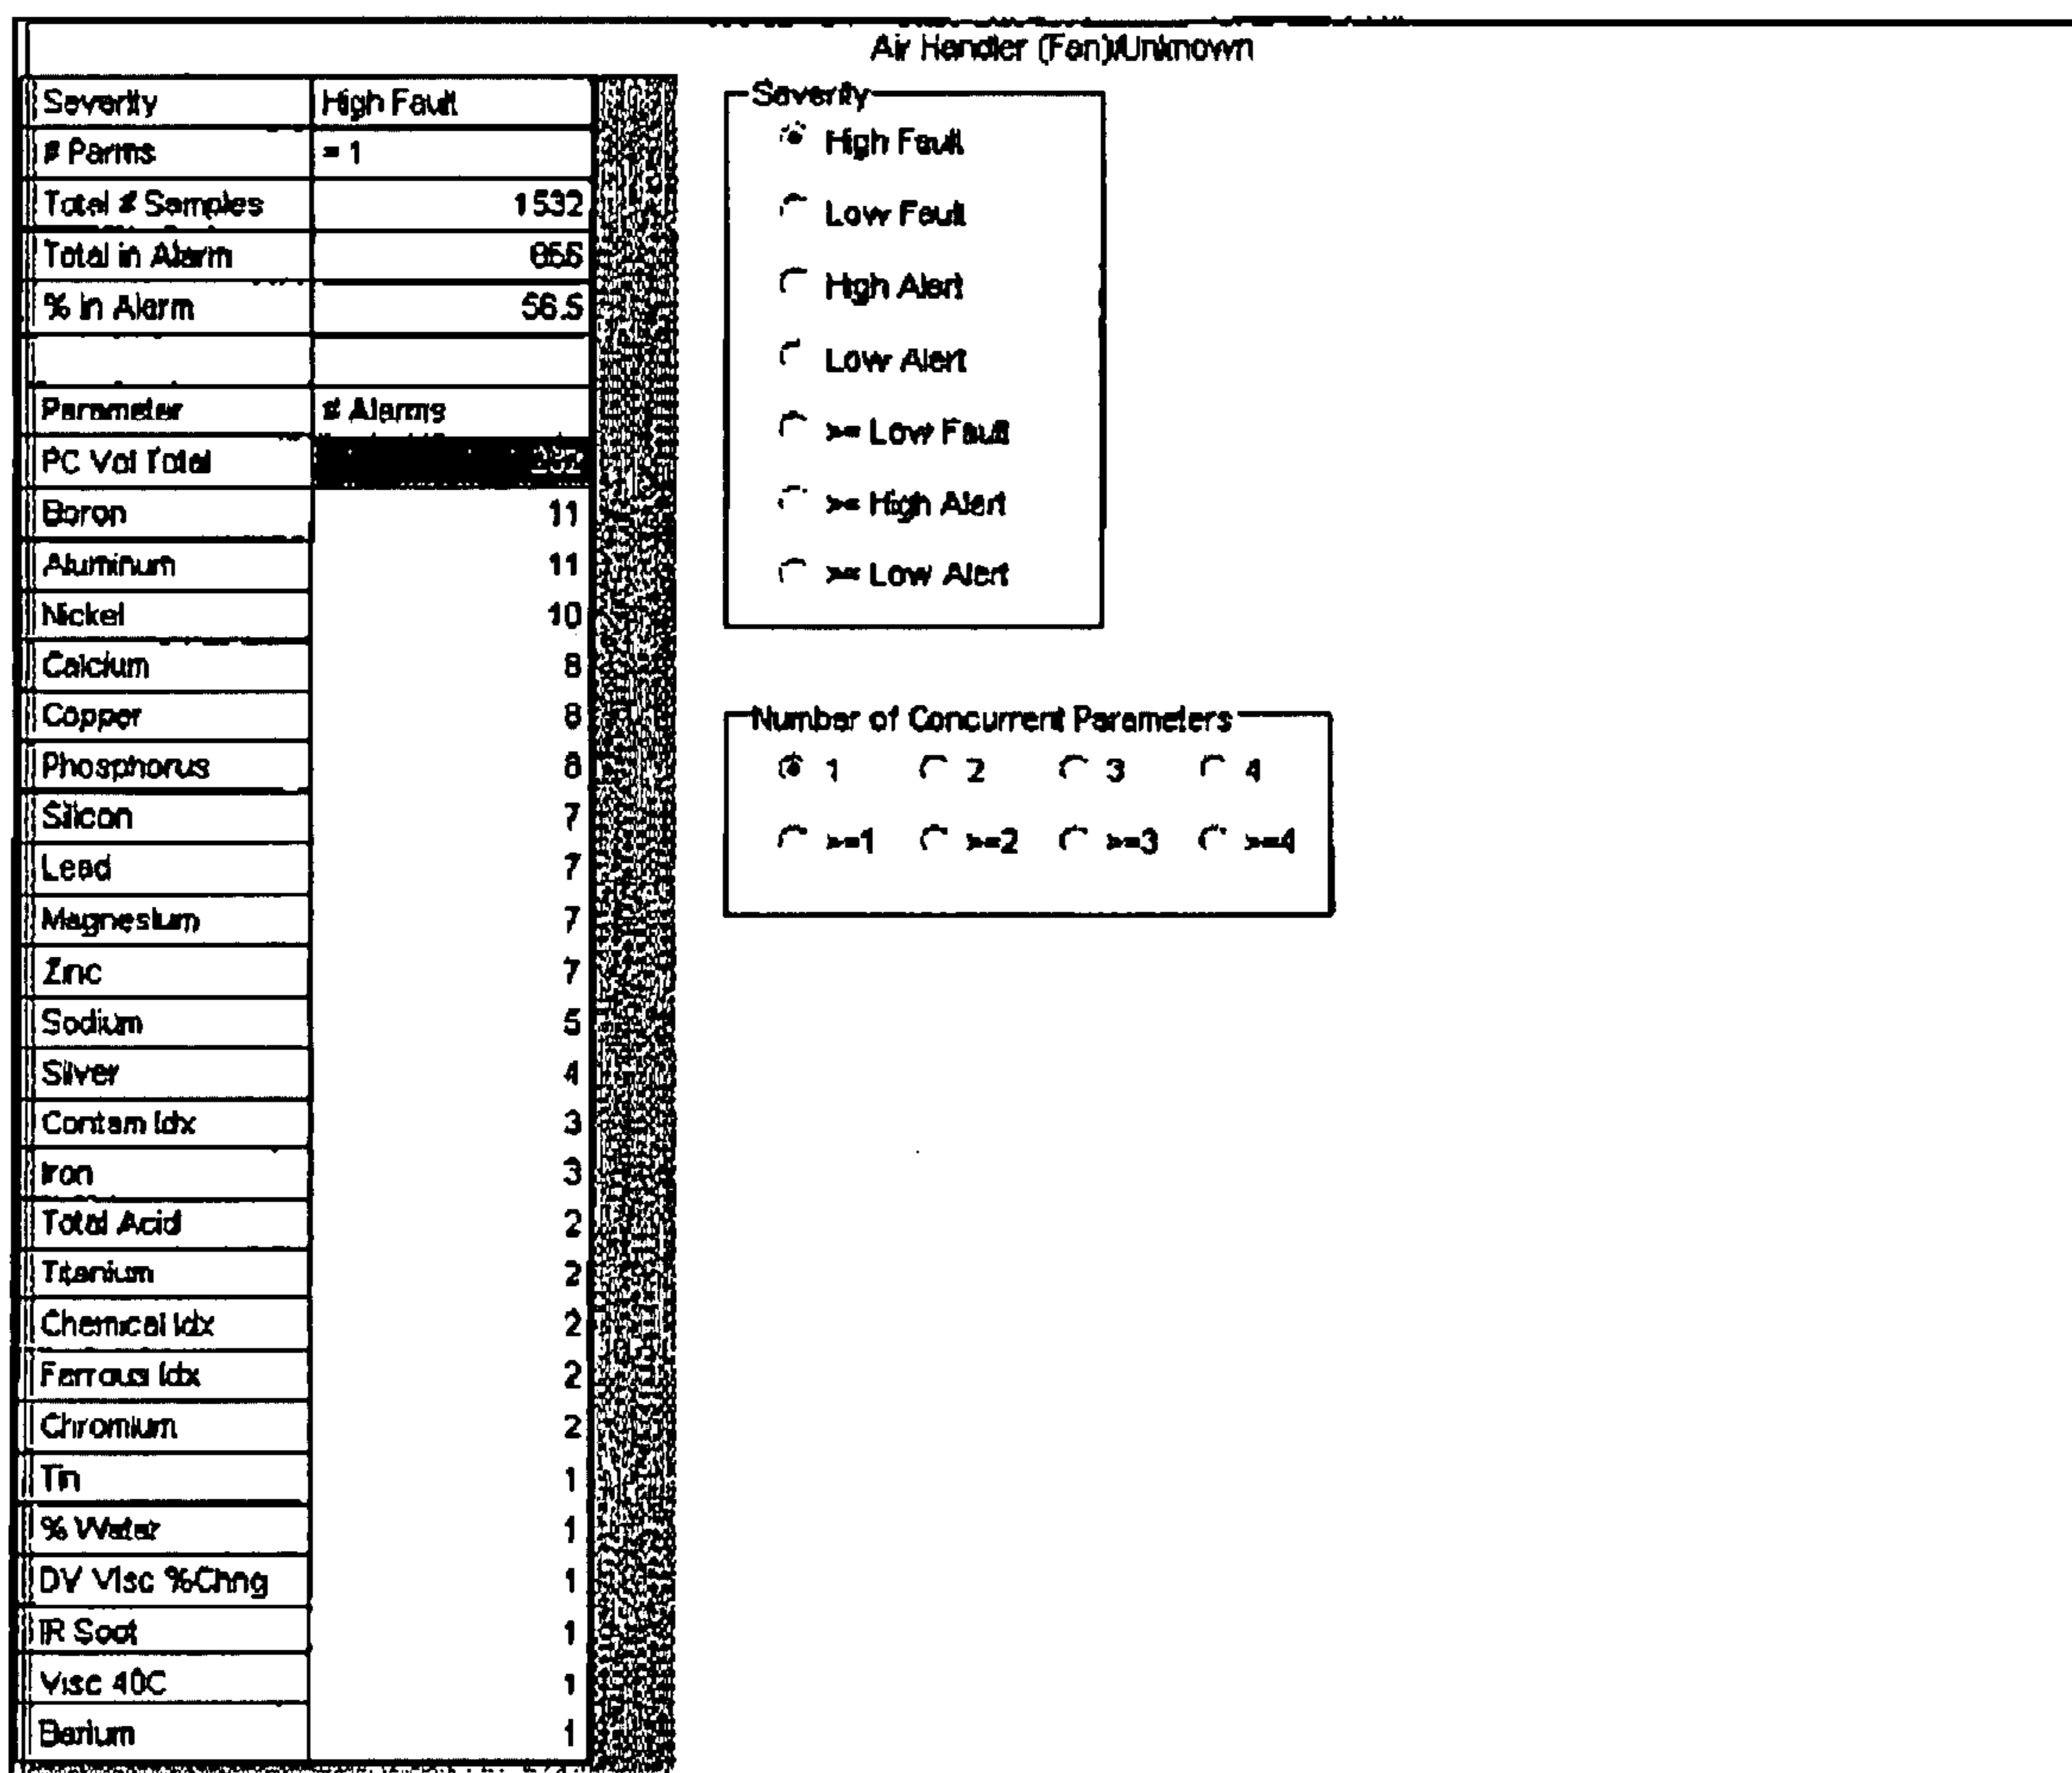 Air Handler (Fan)\Unknown
Severity High Fault
# Parms = 1
Total # Samples 1532
Total in Alarm
% in Alarm 56.5
Parameter # Alarms
PC Vol Total
Boron 11
Aluminum 11
Nickel 10
Calcium 8
Copper 8
Phosphorus 8
Silicon 7
Lead 7
Magnesium 7
Zinc 7
Sodium 5
Silver 4
Contam Idx 3
Iron 3
Total Acid 2
Titanium 2
Chemical Idx 2
Ferrous Idx 2
Chromium 2
Tin 1
% Water 1
DV Visc %Chng 1
IR Soot 1
Visc 40C 1
Barium 1
Severity
High Fault
Low Fault
High Alert
Low Alert
>= Low Fault
>= High Alert
>= Low Alert
Number of Concurrent Parameters
1 2 3 4
>=1 >=2 >=3 >=4